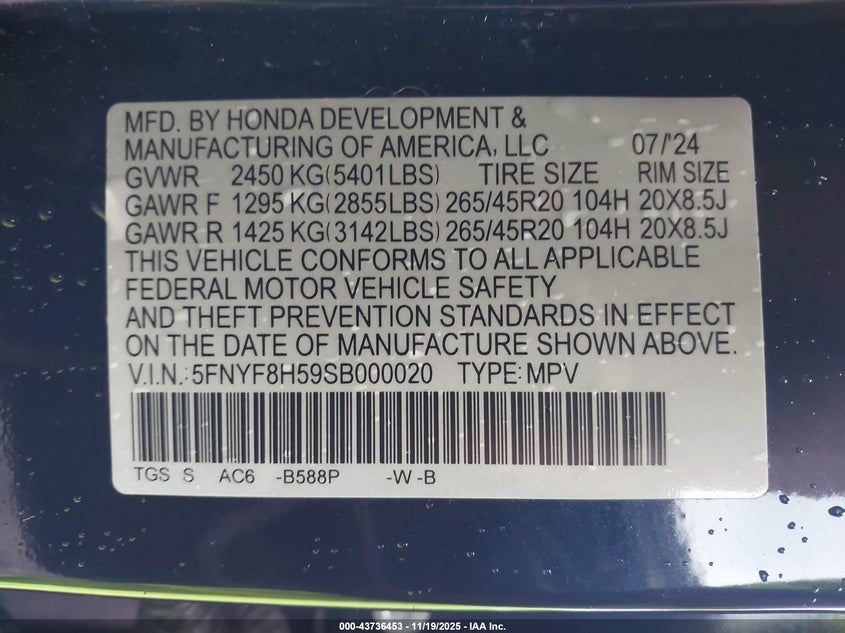 MFD. BY HONDA DEVELOPMENT &
MANUFACTURING OF AMERICA, LLC 07/'24
GVWR 2450 KG(5401LBS) TIRE SIZE RIM SIZE
GAWR F 1295 KG(2855LBS) 265/45R20 104H 20X8.5J
GAWR R 1425 KG(3142LBS) 265/45R20 104H 20X8.5J
THIS VEHICLE CONFORMS TO ALL APPLICABLE
FEDERAL MOTOR VEHICLE SAFETY
AND THEFT PREVENTION STANDARDS IN EFFECT
ON THE DATE OF MANUFACTURE SHOWN ABOVE.
V.I.N.: 5FNYF8H59SB000020 TYPE: MPV
TGS S AC6 -B588P -W -B
000-43736453 - 11/19/2025 - IAA Inc.